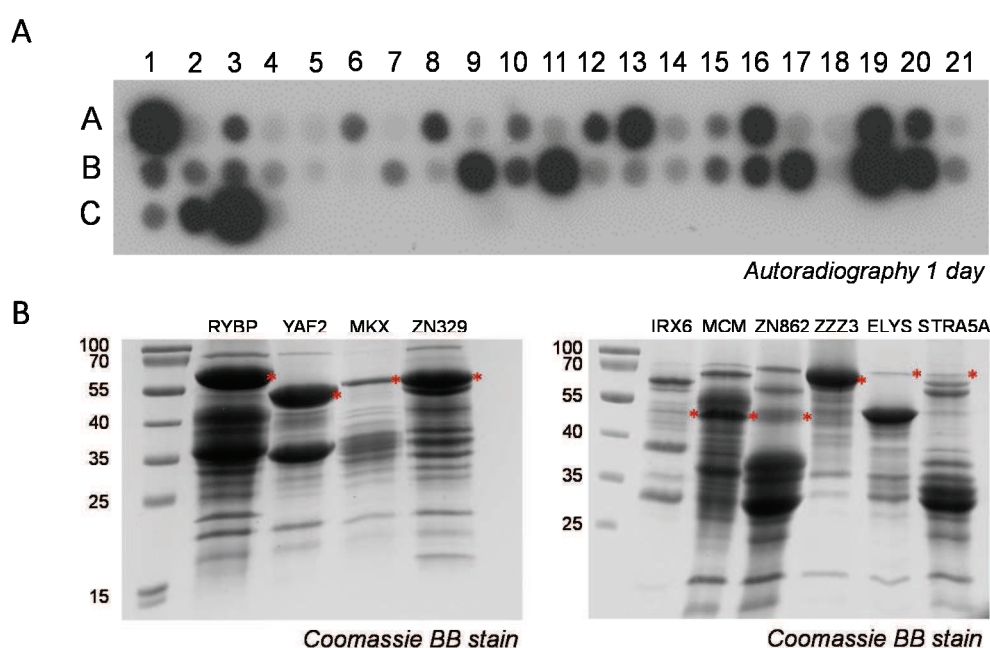 A
1 2 3 4 5 6 7 8 9 10 11 12 13 14 15 16 17 18 19 20 21
A
B
C
Autoradiography 1 day
B
RYBP YAF2 MKX ZN329
100
70
55
40
35
25
15
Coomassie BB stain
IRX6 MCM ZN862 ZZZ3 ELYS STRA5A
100
70
55
40
35
25
Coomassie BB stain